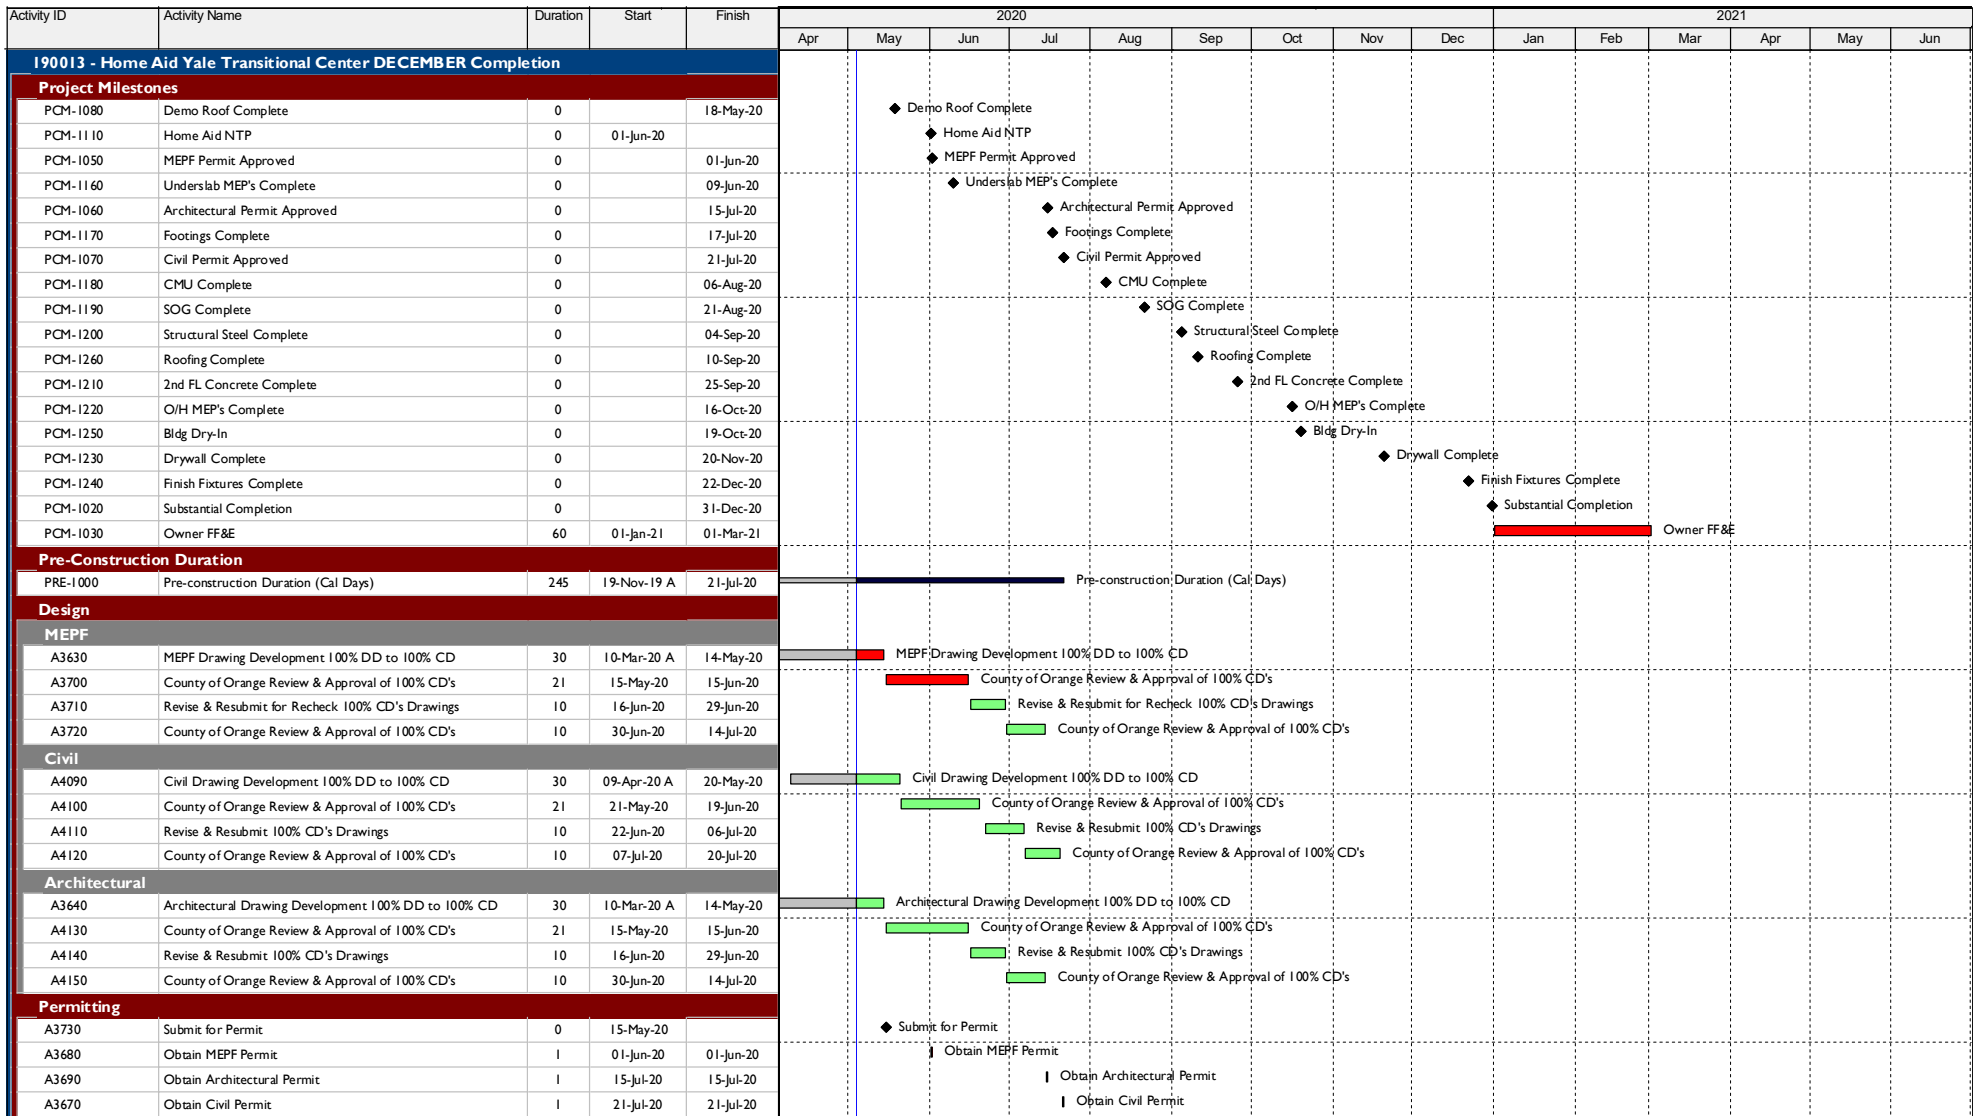 Activity ID Activity Name Duration Start Finish 2020 2021
Apr May Jun Jul Aug Sep Oct Nov Dec Jan Feb Mar Apr May Jun
190013 - Home Aid Yale Transitional Center DECEMBER Completion
Project Milestones
PCM-1080 Demo Roof Complete 0 18-May-20 Demo Roof Complete
PCM-1110 Home Aid NTP 0 01-Jun-20 Home Aid NTP
PCM-1050 MEPF Permit Approved 0 01-Jun-20 MEPF Permit Approved
PCM-1160 Underslab MEP's Complete 0 09-Jun-20 Underslab MEP's Complete
PCM-1060 Architectural Permit Approved 0 15-Jul-20 Architectural Permit Approved
PCM-1170 Footings Complete 0 17-Jul-20 Footings Complete
PCM-1070 Civil Permit Approved 0 21-Jul-20 Civil Permit Approved
PCM-1180 CMU Complete 0 06-Aug-20 CMU Complete
PCM-1190 SOG Complete 0 21-Aug-20 SOG Complete
PCM-1200 Structural Steel Complete 0 04-Sep-20 Structural Steel Complete
PCM-1260 Roofing Complete 0 10-Sep-20 Roofing Complete
PCM-1210 2nd FL Concrete Complete 0 25-Sep-20 2nd FL Concrete Complete
PCM-1220 O/H MEP's Complete 0 16-Oct-20 O/H MEP's Complete
PCM-1250 Bldg Dry-In 0 19-Oct-20 Bldg Dry-In
PCM-1230 Drywall Complete 0 20-Nov-20 Drywall Complete
PCM-1240 Finish Fixtures Complete 0 22-Dec-20 Finish Fixtures Complete
PCM-1020 Substantial Completion 0 31-Dec-20 Substantial Completion
PCM-1030 Owner FF&E 60 01-Jan-21 01-Mar-21 Owner FF&E
Pre-Construction Duration
PRE-1000 Pre-construction Duration (Cal Days) 245 19-Nov-19 A 21-Jul-20 Pre-construction Duration (Cal Days)
Design
MEPF
A3630 MEPF Drawing Development 100% DD to 100% CD 30 10-Mar-20 A 14-May-20 MEPF Drawing Development 100% DD to 100% CD
A3700 County of Orange Review & Approval of 100% CD's 21 15-May-20 15-Jun-20 County of Orange Review & Approval of 100% CD's
A3710 Revise & Resubmit for Recheck 100% CD's Drawings 10 16-Jun-20 29-Jun-20 Revise & Resubmit for Recheck 100% CD's Drawings
A3720 County of Orange Review & Approval of 100% CD's 10 30-Jun-20 14-Jul-20 County of Orange Review & Approval of 100% CD's
Civil
A4090 Civil Drawing Development 100% DD to 100% CD 30 09-Apr-20 A 20-May-20 Civil Drawing Development 100% DD to 100% CD
A4100 County of Orange Review & Approval of 100% CD's 21 21-May-20 19-Jun-20 County of Orange Review & Approval of 100% CD's
A4110 Revise & Resubmit 100% CD's Drawings 10 22-Jun-20 06-Jul-20 Revise & Resubmit 100% CD's Drawings
A4120 County of Orange Review & Approval of 100% CD's 10 07-Jul-20 20-Jul-20 County of Orange Review & Approval of 100% CD's
Architectural
A3640 Architectural Drawing Development 100% DD to 100% CD 30 10-Mar-20 A 14-May-20 Architectural Drawing Development 100% DD to 100% CD
A4130 County of Orange Review & Approval of 100% CD's 21 15-May-20 15-Jun-20 County of Orange Review & Approval of 100% CD's
A4140 Revise & Resubmit 100% CD's Drawings 10 16-Jun-20 29-Jun-20 Revise & Resubmit 100% CD's Drawings
A4150 County of Orange Review & Approval of 100% CD's 10 30-Jun-20 14-Jul-20 County of Orange Review & Approval of 100% CD's
Permitting
A3730 Submit for Permit 0 15-May-20 Submit for Permit
A3680 Obtain MEPF Permit 1 01-Jun-20 01-Jun-20 Obtain MEPF Permit
A3690 Obtain Architectural Permit 1 15-Jul-20 15-Jul-20 Obtain Architectural Permit
A3670 Obtain Civil Permit 1 21-Jul-20 21-Jul-20 Obtain Civil Permit